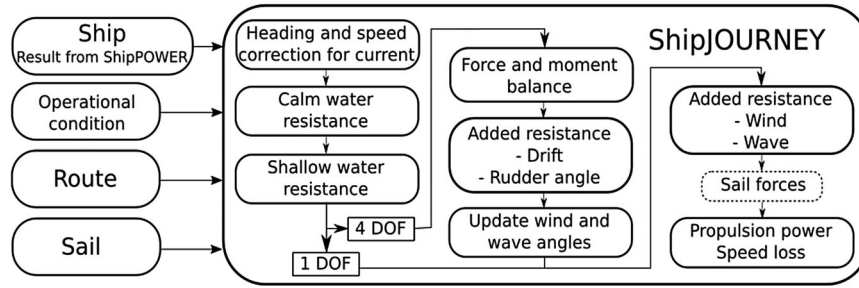 Ship
Result from ShipPOWER
Operational
condition
Route
Sail
Heading and speed
correction for current
Calm water
resistance
Shallow water
resistance
4 DOF
1 DOF
Force and moment
balance
Added resistance
- Drift
- Rudder angle
Update wind and
wave angles
ShipJOURNEY
Added resistance
- Wind
- Wave
Sail forces
Propulsion power
Speed loss